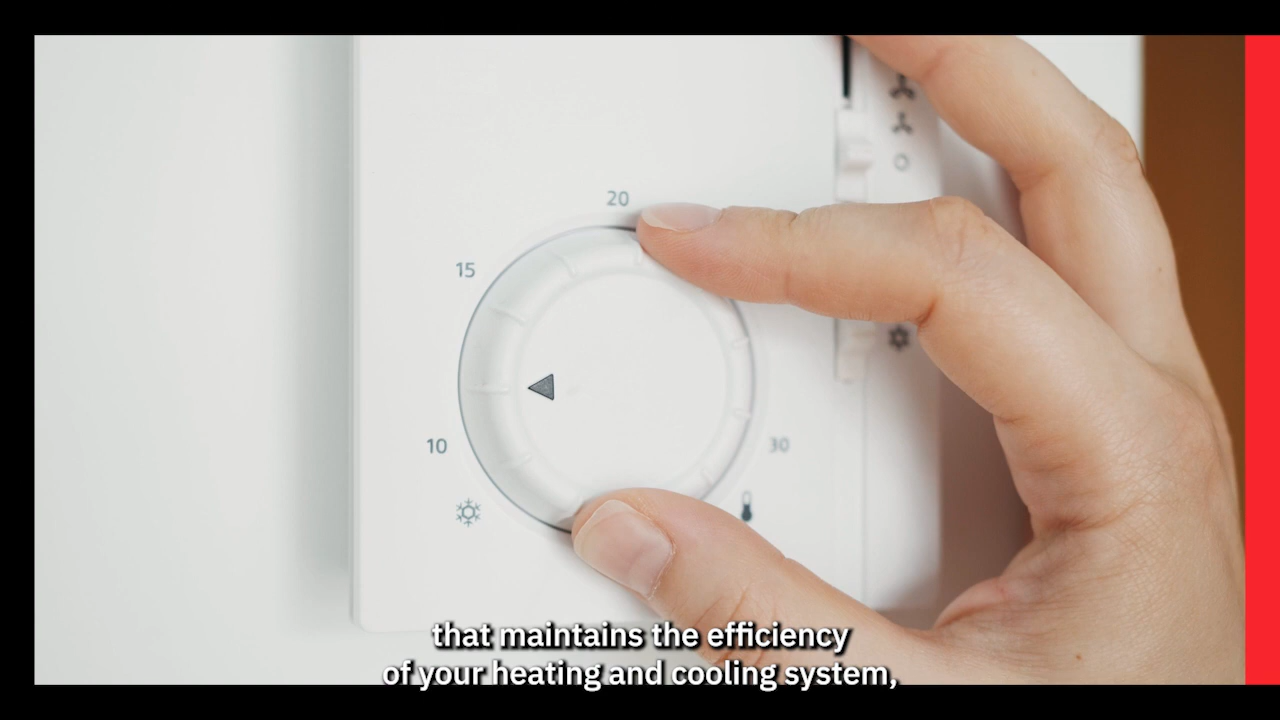 20
15
10
30
that maintains the efficiency
of your heating and cooling system,